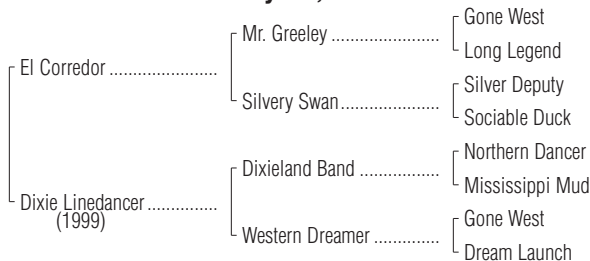 Gone West
Mr. Greeley ....................
Long Legend
El Corredor ....................
Silver Deputy
Silvery Swan..................
Sociable Duck
Northern Dancer
Dixieland Band ...............
Mississippi Mud
Dixie Linedancer .............
(1999)
Gone West
Western Dreamer ............
Dream Launch